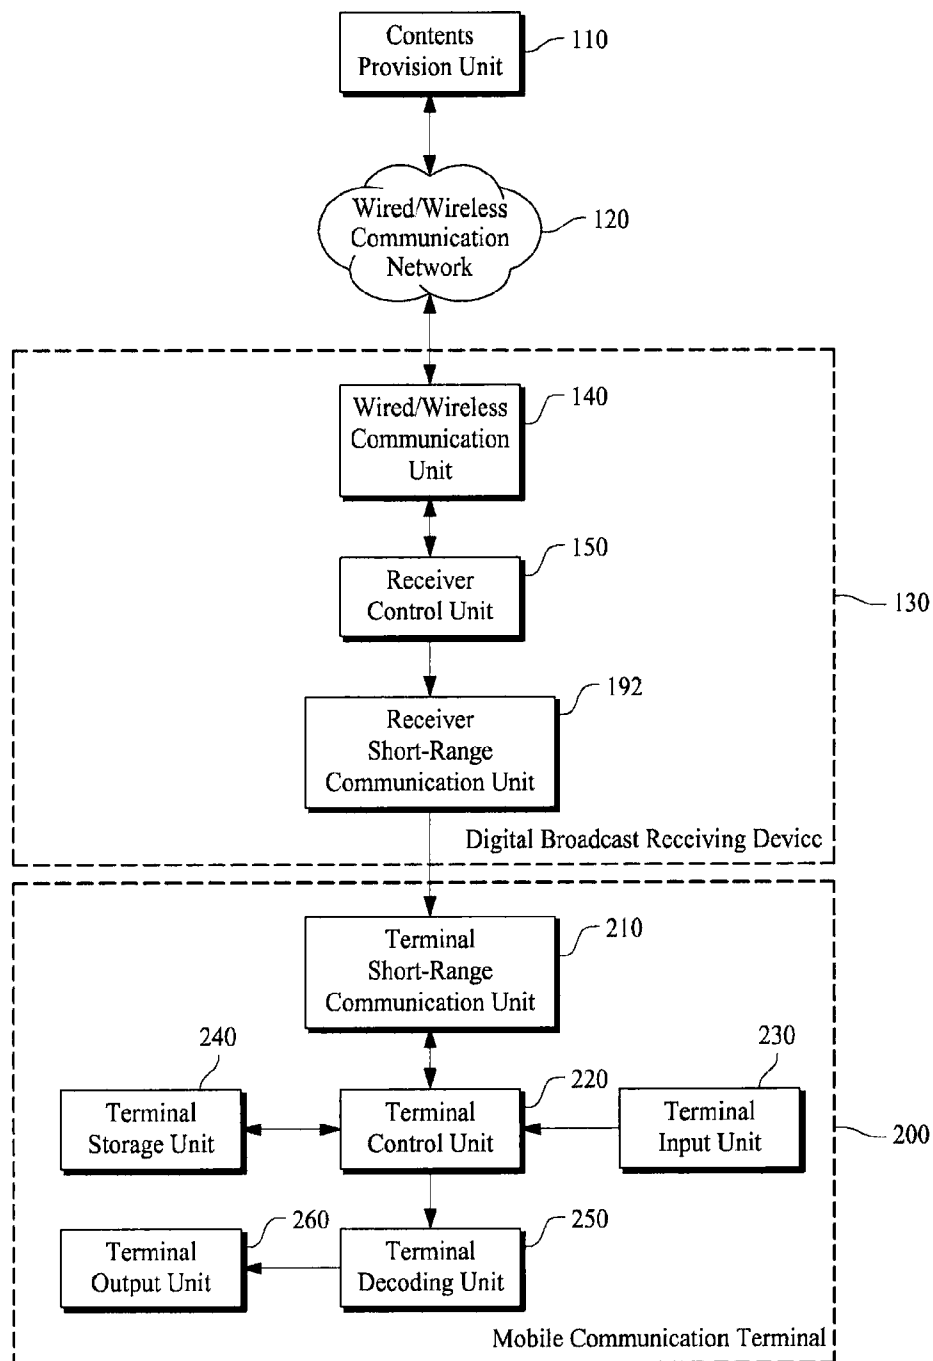 Contents
Provision Unit
110
Wired/Wireless
Communication
Network
120
Wired/Wireless
Communication
Unit
140
Receiver
Control Unit
150
130
Receiver
Short-Range
Communication Unit
192
Digital Broadcast Receiving Device
Terminal
Short-Range
Communication Unit
210
240
Terminal
Storage Unit
220
Terminal
Control Unit
230
Terminal
Input Unit
200
260
Terminal
Output Unit
250
Terminal
Decoding Unit
Mobile Communication Terminal